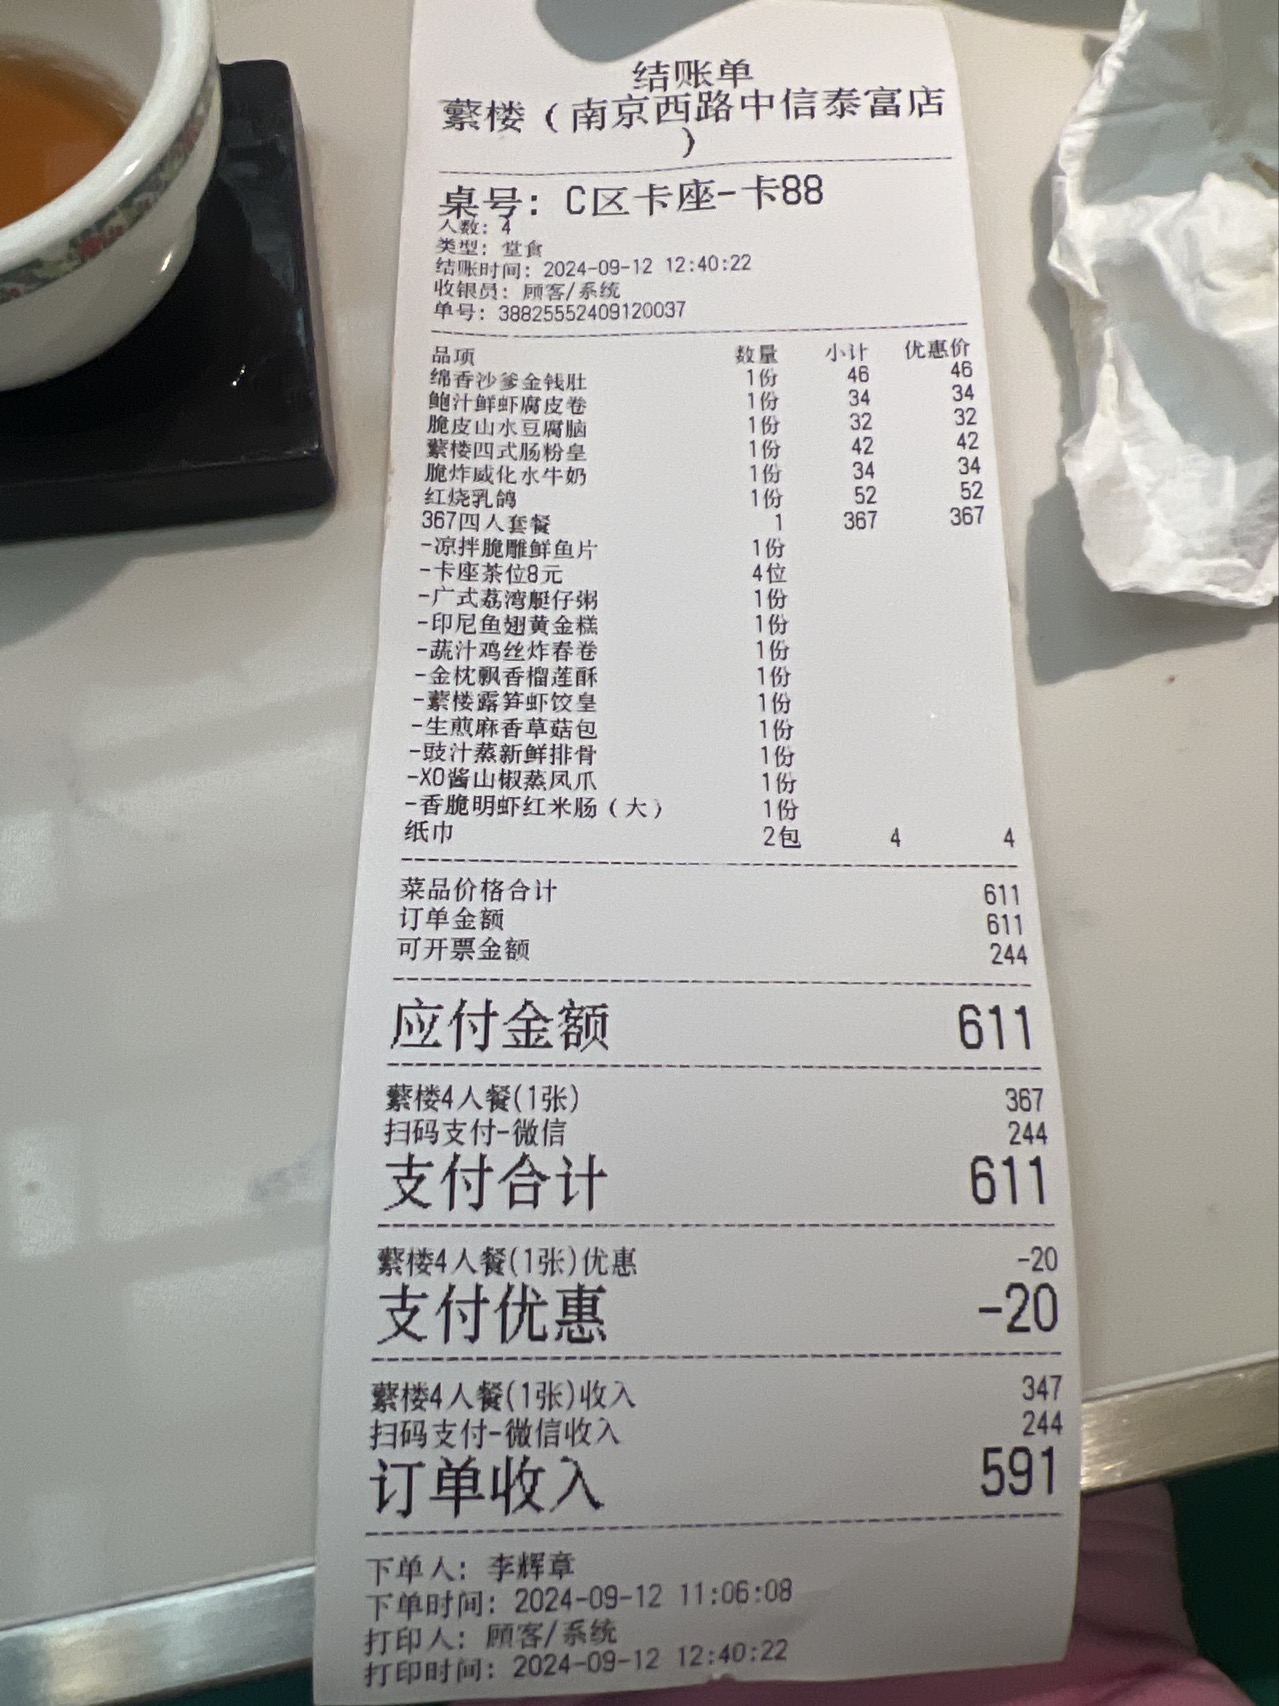 结账单
蘩楼（南京西路中信泰富店
）
桌号：C区卡座-卡88
人数：4
类型：堂食
结账时间：2024-09-12 12:40:22
收银员：顾客/系统
单号：38825552409120037
品项 数量 小计 优惠价
绵香沙爹金钱肚 1份 46 46
鲍汁鲜虾腐皮卷 1份 34 34
脆皮山水豆腐脑 1份 32 32
蘩楼四式肠粉皇 1份 42 42
脆炸威化水牛奶 1份 34 34
红烧乳鸽 1份 52 52
367四人套餐 1 367 367
-凉拌脆雕鲜鱼片 1份
-卡座茶位8元 4位
-广式荔湾艇仔粥 1份
-印尼鱼翅黄金糕 1份
-蔬汁鸡丝炸春卷 1份
-金枕飘香榴莲酥 1份
-蘩楼露笋虾饺皇 1份
-生煎麻香草菇包 1份
-豉汁蒸新鲜排骨 1份
-XO酱山椒蒸凤爪 1份
-香脆明虾红米肠（大） 1份
纸巾 2包 4 4
菜品价格合计 611
订单金额 611
可开票金额 244
应付金额 611
蘩楼4人餐(1张) 367
扫码支付-微信 244
支付合计 611
蘩楼4人餐(1张)优惠 -20
支付优惠 -20
蘩楼4人餐(1张)收入 347
扫码支付-微信收入 244
订单收入 591
下单人：李辉章
下单时间：2024-09-12 11:06:08
打印人：顾客/系统
打印时间：2024-09-12 12:40:22